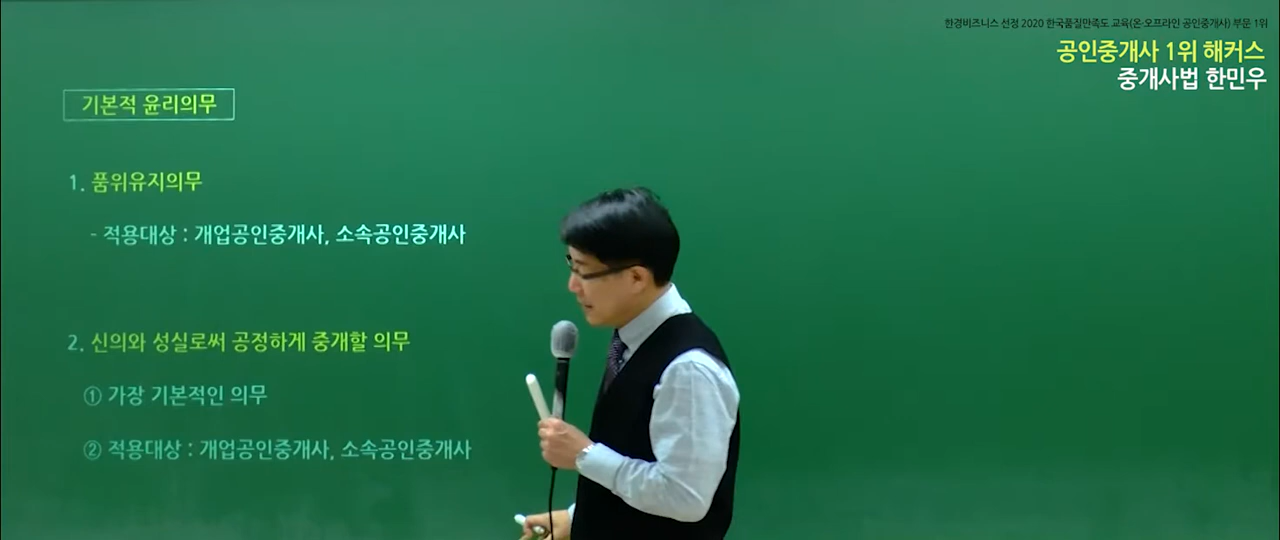 한경비즈니스 선정 2020 한국품질만족도 교육(온·오프라인 공인중개사) 부문 1위
공인중개사 1위 해커스
중개사법 한민우
기본적 윤리의무
1. 품위유지의무
- 적용대상 : 개업공인중개사, 소속공인중개사
2. 신의와 성실로써 공정하게 중개할 의무
① 가장 기본적인 의무
② 적용대상 : 개업공인중개사, 소속공인중개사